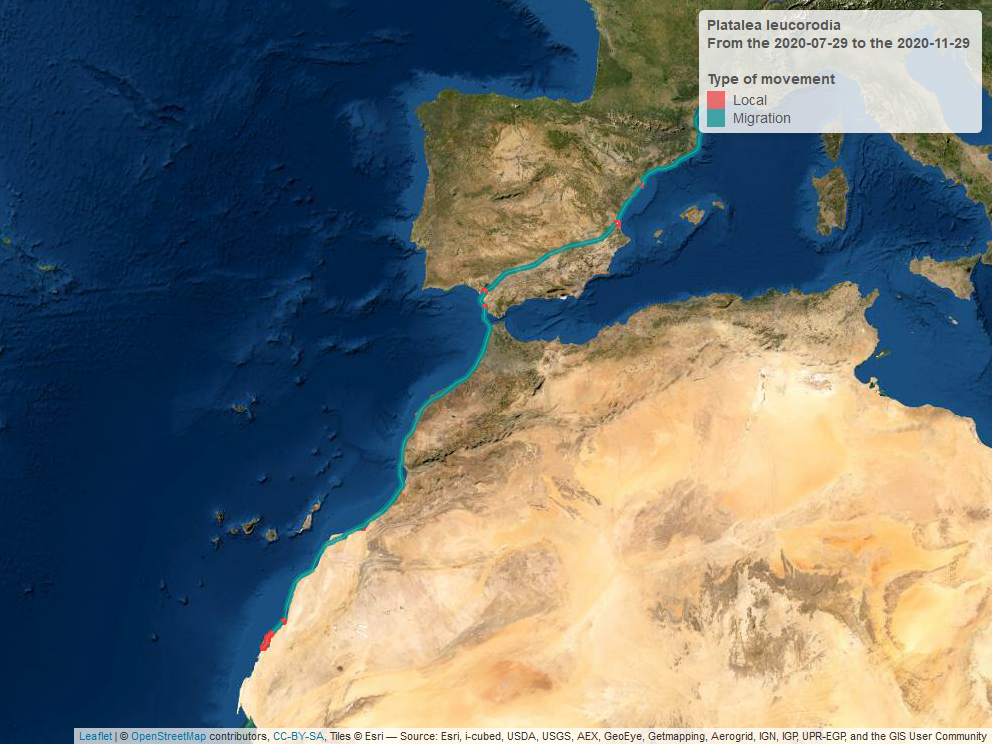 Platalea leucorodia
From the 2020-07-29 to the 2020-11-29
Type of movement
Local
Migration
Leaflet | © OpenStreetMap contributors, CC-BY-SA, Tiles © Esri — Source: Esri, i-cubed, USDA, USGS, AEX, GeoEye, Getmapping, Aerogrid, IGN, IGP, UPR-EGP, and the GIS User Community